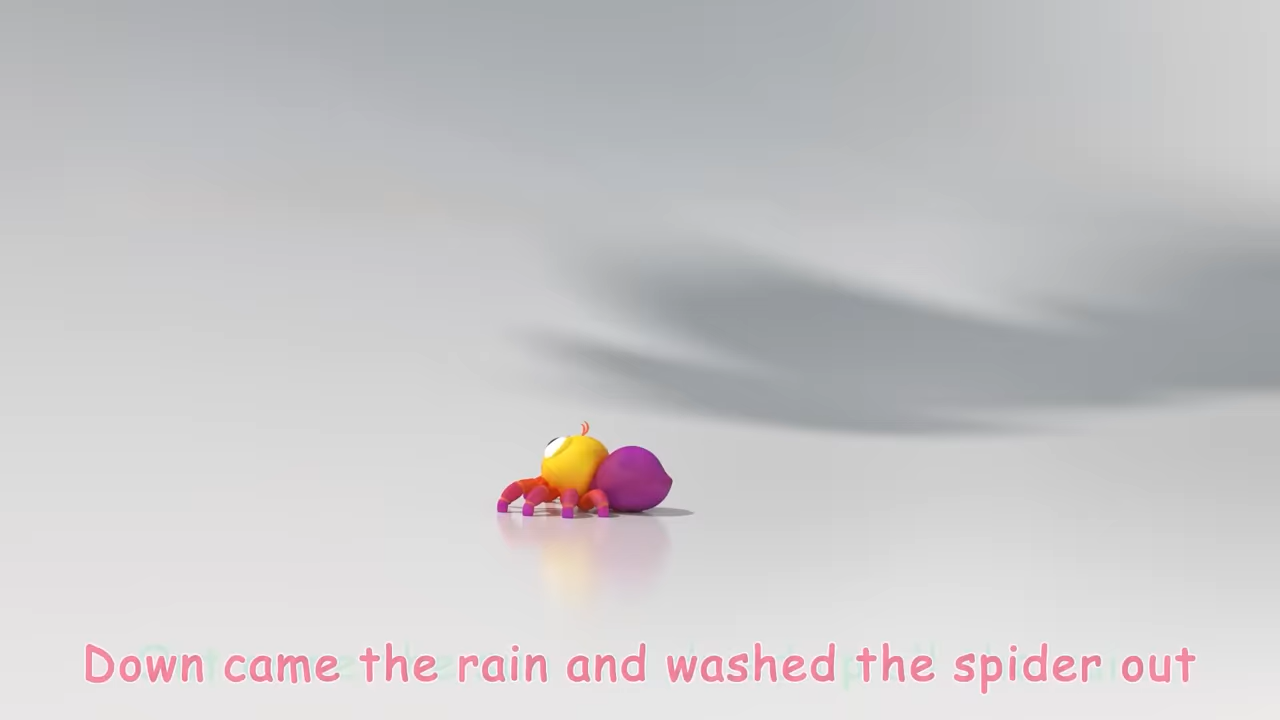 Down came the rain and washed the spider out